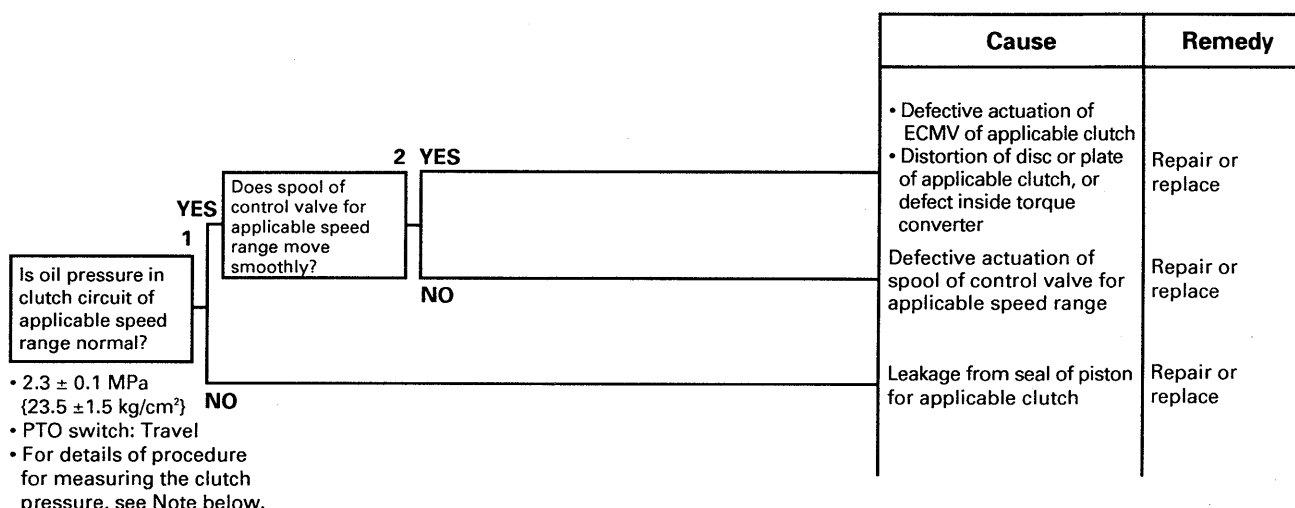 Cause
Remedy
• Defective actuation of
ECMV of applicable clutch
• Distortion of disc or plate
of applicable clutch, or
defect inside torque
converter
Repair or
replace
2 YES
Does spool of
control valve for
applicable speed
range move
smoothly?
YES
1
NO
Defective actuation of
spool of control valve for
applicable speed range
Repair or
replace
Is oil pressure in
clutch circuit of
applicable speed
range normal?
NO
Leakage from seal of piston
for applicable clutch
Repair or
replace
• 2.3 ± 0.1 MPa
{23.5 ±1.5 kg/cm²}
• PTO switch: Travel
• For details of procedure
for measuring the clutch
pressure, see Note below.